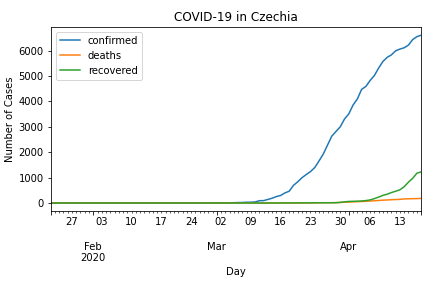 COVID-19 in Czechia
confirmed
deaths
recovered
Number of Cases
6000
5000
4000
3000
2000
1000
0
27 03 10 17 24 02 09 16 23 30 06 13
Feb Mar Apr
2020
Day